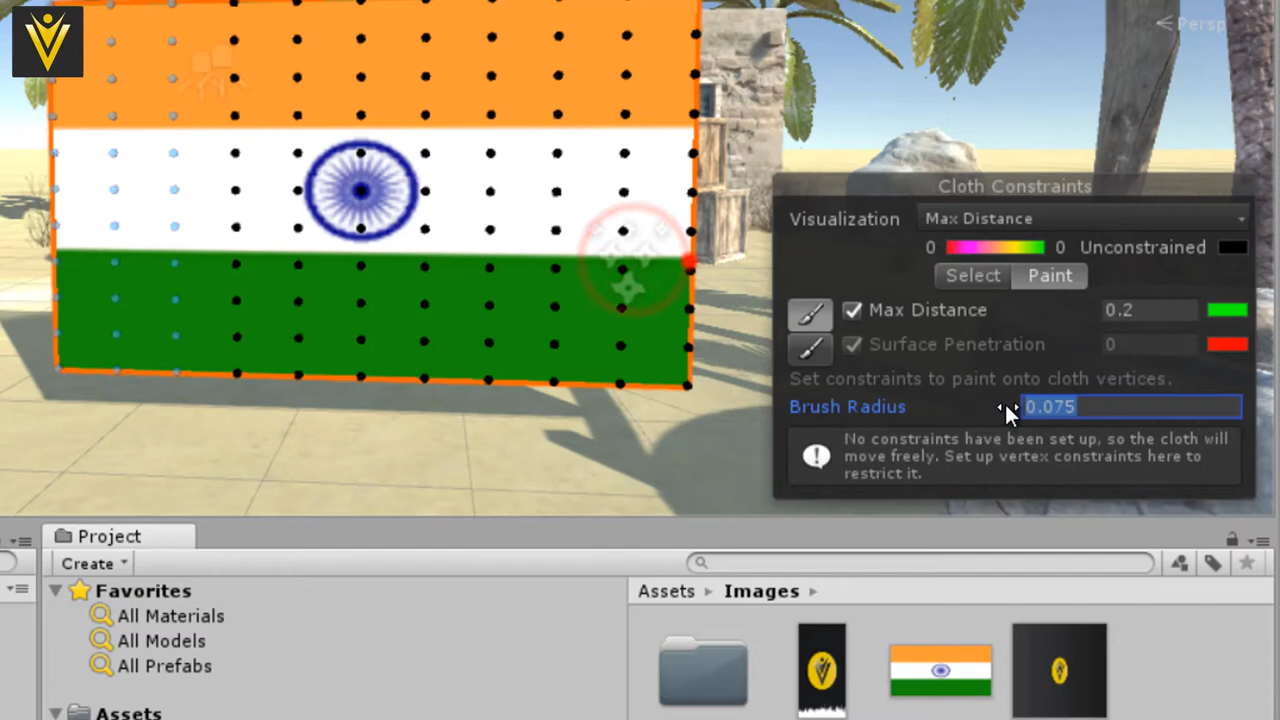 Persp
Cloth Constraints
Visualization Max Distance
0 0 Unconstrained
Select Paint
Max Distance 0.2
Surface Penetration 0
Set constraints to paint onto cloth vertices.
Brush Radius 0.075
No constraints have been set up, so the cloth will
move freely. Set up vertex constraints here to
restrict it.
Project
Create
Favorites
Assets Images
All Materials
All Models
All Prefabs
Assets